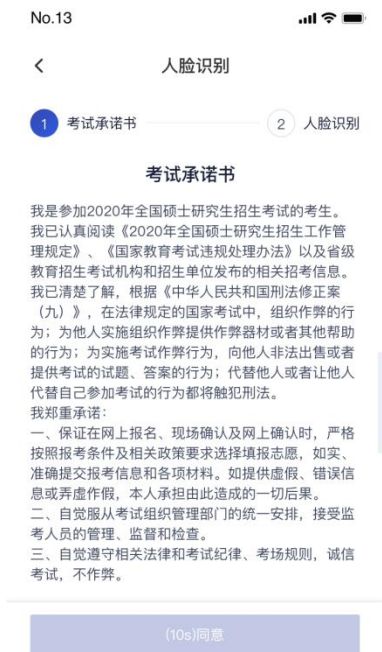 No.13
人脸识别
1 考试承诺书
2 人脸识别
考试承诺书
我是参加2020年全国硕士研究生招生考试的考生。
我已认真阅读《2020年全国硕士研究生招生工作管
理规定》、《国家教育考试违规处理办法》以及省级
教育招生考试机构和招生单位发布的相关招考信息。
我已清楚了解，根据《中华人民共和国刑法修正案
（九）》，在法律规定的国家考试中，组织作弊的行
为；为他人实施组织作弊提供作弊器材或者其他帮助
的行为；为实施考试作弊行为，向他人非法出售或者
提供考试的试题、答案的行为；代替他人或者让他人
代替自己参加考试的行为都将触犯刑法。
我郑重承诺：
一、保证在网上报名、现场确认及网上确认时，严格
按照报考条件及相关政策要求选择填报志愿，如实、
准确提交报考信息和各项材料。如提供虚假、错误信
息或弄虚作假，本人承担由此造成的一切后果。
二、自觉服从考试组织管理部门的统一安排，接受监
考人员的管理、监督和检查。
三、自觉遵守相关法律和考试纪律、考场规则，诚信
考试，不作弊。
(10s)同意